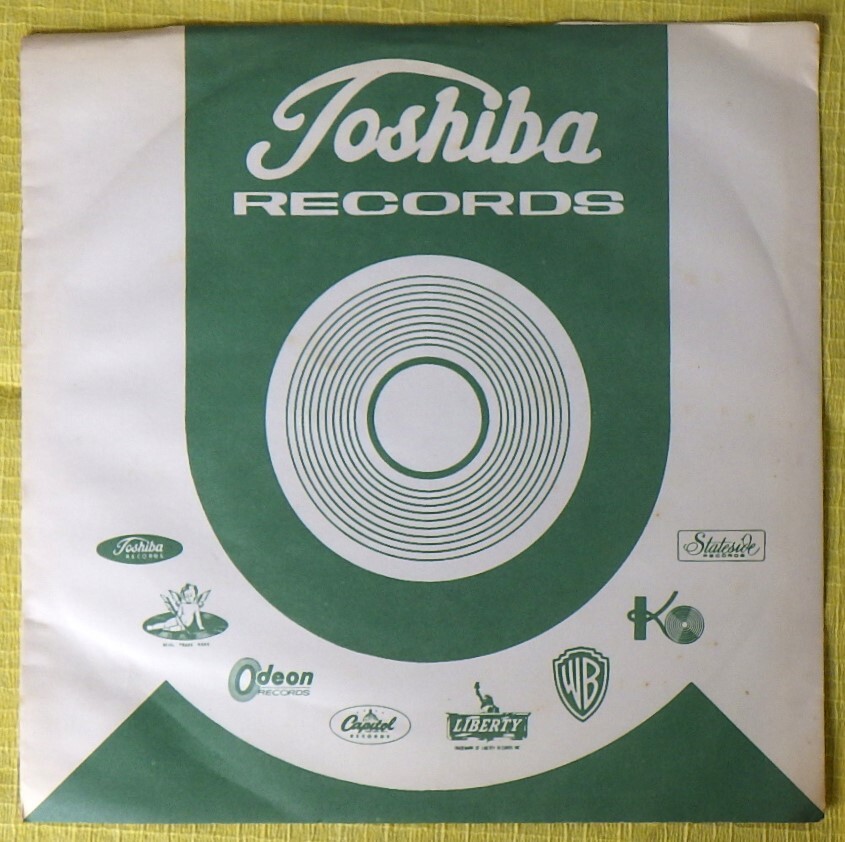 Toshiba
RECORDS
Toshiba
RECORDS
Stateside
RECORDS
K
Odeon
RECORDS
WB
Capitol
RECORDS
LIBERTY